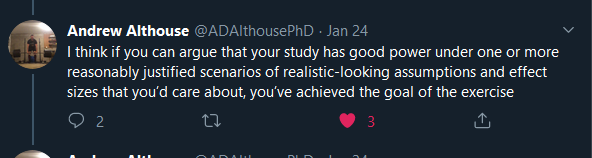 Andrew Althouse @ADAlthousePhD · Jan 24
I think if you can argue that your study has good power under one or more
reasonably justified scenarios of realistic-looking assumptions and effect
sizes that you'd care about, you've achieved the goal of the exercise
2 3